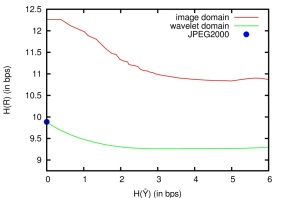 12.5
12
11.5
11
10.5
10
9.5
9
H(R) (in bps)
image domain
wavelet domain
JPEG2000
0 1 2 3 4 5 6
H(Ÿ) (in bps)